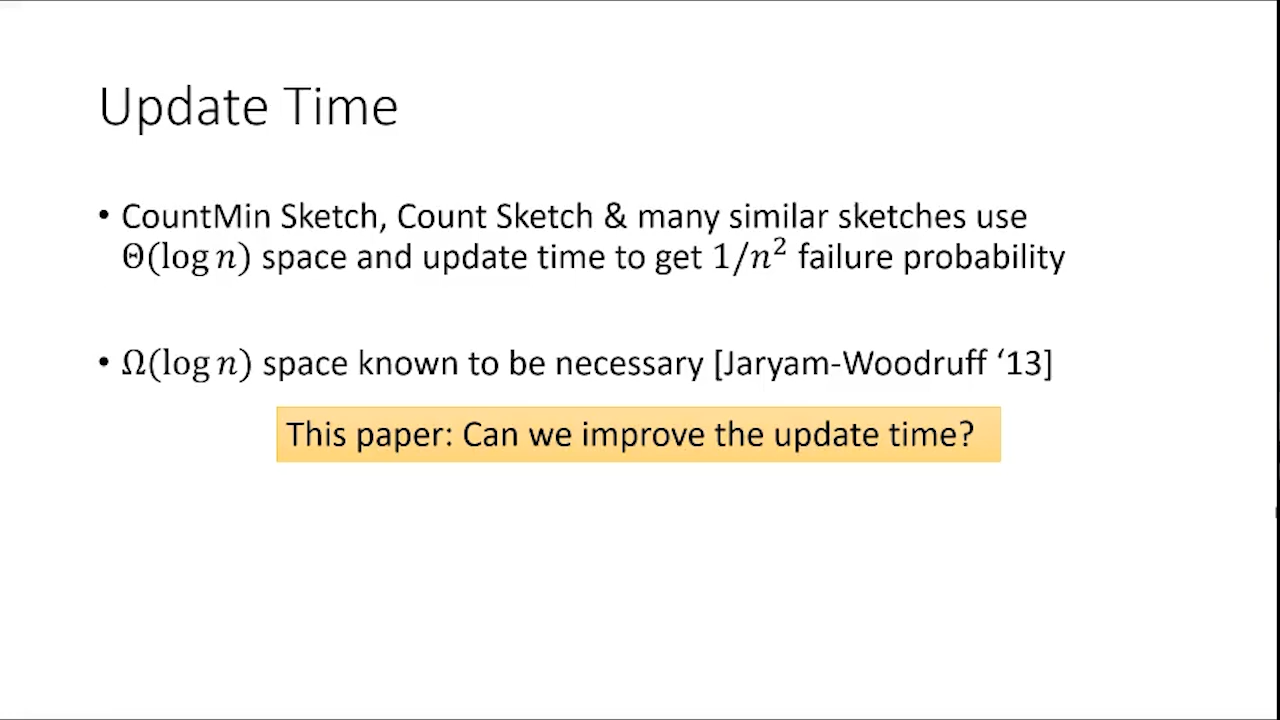 Update Time
• CountMin Sketch, Count Sketch & many similar sketches use
Θ(log n) space and update time to get 1/n² failure probability
• Ω(log n) space known to be necessary [Jaryam-Woodruff ‘13]
This paper: Can we improve the update time?